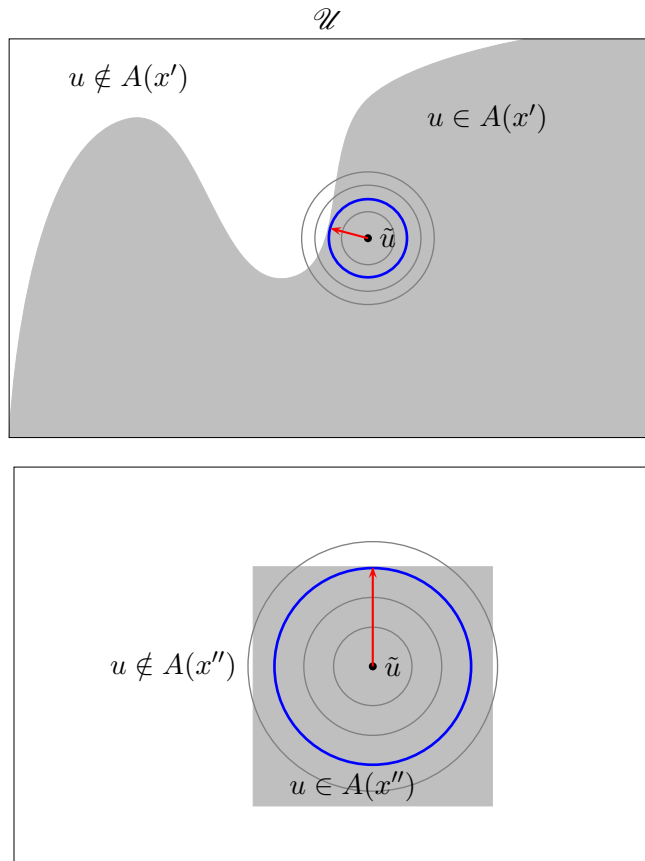 𝒰
u ∉ A(x′)
u ∈ A(x′)
ũ
u ∉ A(x″)
ũ
u ∈ A(x″)